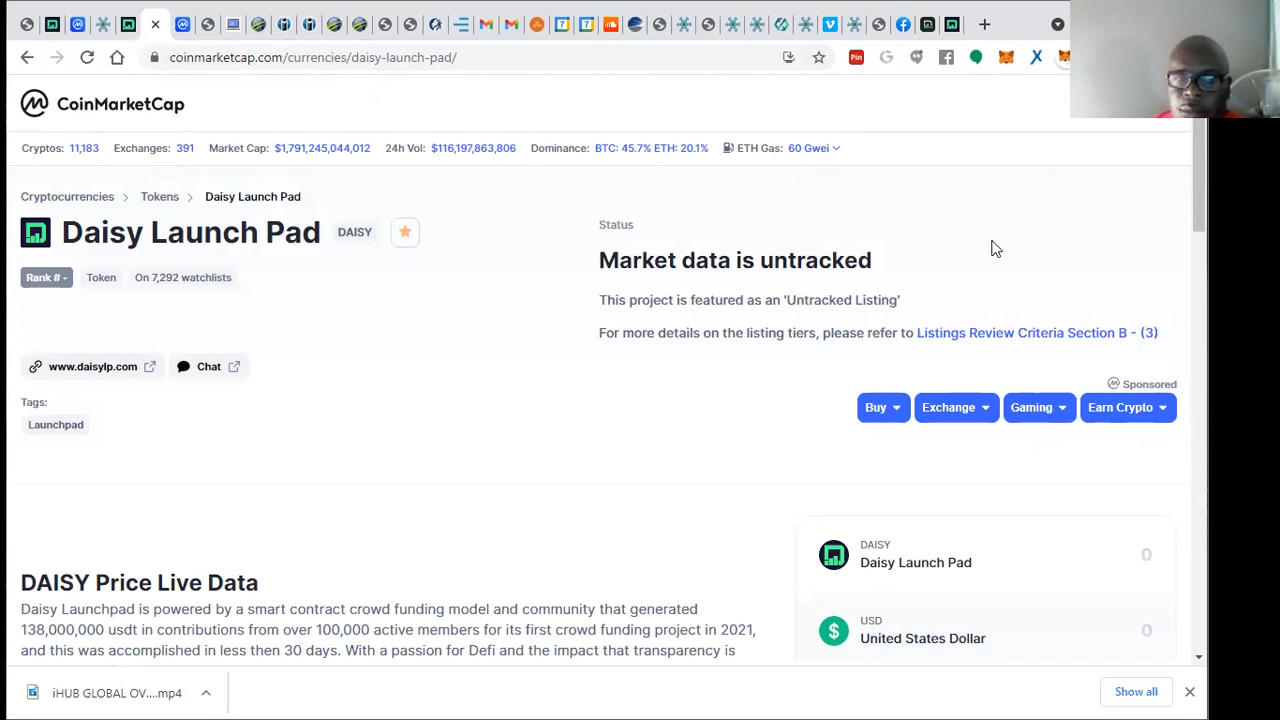 coinmarketcap.com/currencies/daisy-launch-pad/
CoinMarketCap
Cryptos: 11,183 Exchanges: 391 Market Cap: $1,791,245,044,012 24h Vol: $116,197,863,806 Dominance: BTC: 45.7% ETH: 20.1% ETH Gas: 60 Gwei
Cryptocurrencies Tokens Daisy Launch Pad
Daisy Launch Pad DAISY
Rank # - Token On 7,292 watchlists
www.daisylp.com Chat
Tags:
Launchpad
Status
Market data is untracked
This project is featured as an 'Untracked Listing'
For more details on the listing tiers, please refer to Listings Review Criteria Section B - (3)
Sponsored
Buy Exchange Gaming Earn Crypto
DAISY Price Live Data
Daisy Launchpad is powered by a smart contract crowd funding model and community that generated
138,000,000 usdt in contributions from over 100,000 active members for its first crowd funding project in 2021,
and this was accomplished in less then 30 days. With a passion for Defi and the impact that transparency is
DAISY
Daisy Launch Pad 0
USD
United States Dollar 0
iHUB GLOBAL OV....mp4
Show all